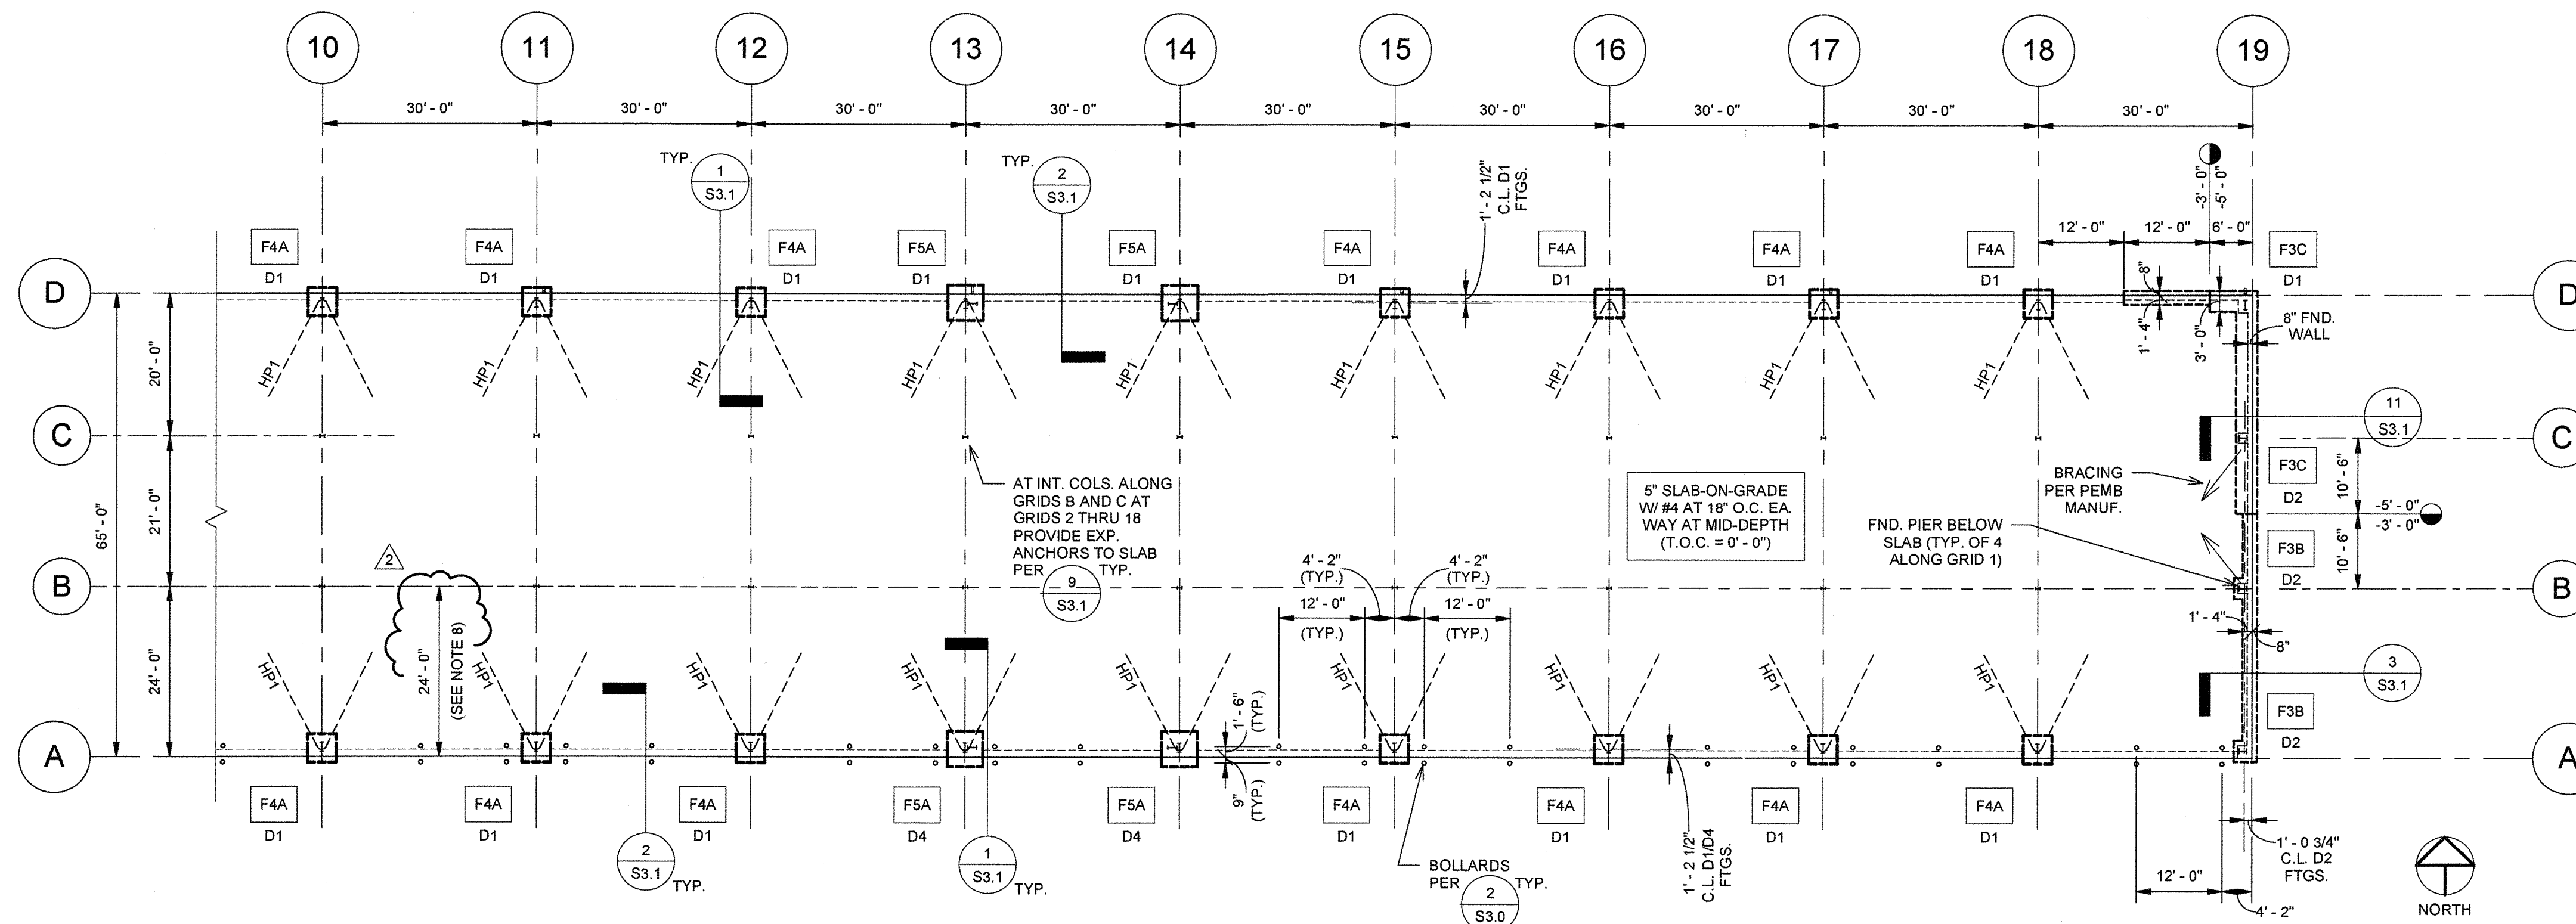 10 11 12 13 14 15 16 17 18 19
30' - 0" 30' - 0" 30' - 0" 30' - 0" 30' - 0" 30' - 0" 30' - 0" 30' - 0" 30' - 0"
TYP.
1
S3.1
TYP.
2
S3.1
1' - 2 1/2"
C.L. D1
FTGS.
-3' - 0"
-5' - 0"
12' - 0" 12' - 0" 6' - 0"
F4A
D1
F4A
D1
F4A
D1
F5A
D1
F5A
D1
F4A
D1
F4A
D1
F4A
D1
F4A
D1
F3C
D1
D
D
8"
1' - 4"
3' - 0"
8" FND.
WALL
HP1 HP1 HP1 HP1 HP1 HP1 HP1 HP1 HP1
20' - 0"
65' - 0"
21' - 0"
24' - 0"
C
C
11
S3.1
AT INT. COLS. ALONG
GRIDS B AND C AT
GRIDS 2 THRU 18
PROVIDE EXP.
ANCHORS TO SLAB
PER
9
S3.1
TYP.
5" SLAB-ON-GRADE
W/ #4 AT 18" O.C. EA.
WAY AT MID-DEPTH
(T.O.C. = 0' - 0")
BRACING
PER PEMB
MANUF.
F3C
D2
10' - 6"
-5' - 0"
-3' - 0"
FND. PIER BELOW
SLAB (TYP. OF 4
ALONG GRID 1)
F3B
D2
10' - 6"
2
B
B
24' - 0"
(SEE NOTE 8)
4' - 2"
(TYP.)
4' - 2"
(TYP.)
12' - 0"
(TYP.)
12' - 0"
(TYP.)
1' - 4"
8"
3
S3.1
HP1 HP1 HP1 HP1 HP1 HP1 HP1 HP1 HP1
1' - 6"
(TYP.)
9"
(TYP.)
F3B
D2
A
A
F4A
D1
F4A
D1
F4A
D1
F5A
D4
F5A
D4
F4A
D1
F4A
D1
F4A
D1
F4A
D1
2
S3.1
TYP.
1
S3.1
TYP.
BOLLARDS
PER
2
S3.0
TYP.
1' - 2 1/2"
C.L. D1/D4
FTGS.
1' - 0 3/4"
C.L. D2
FTGS.
12' - 0"
4' - 2"
NORTH